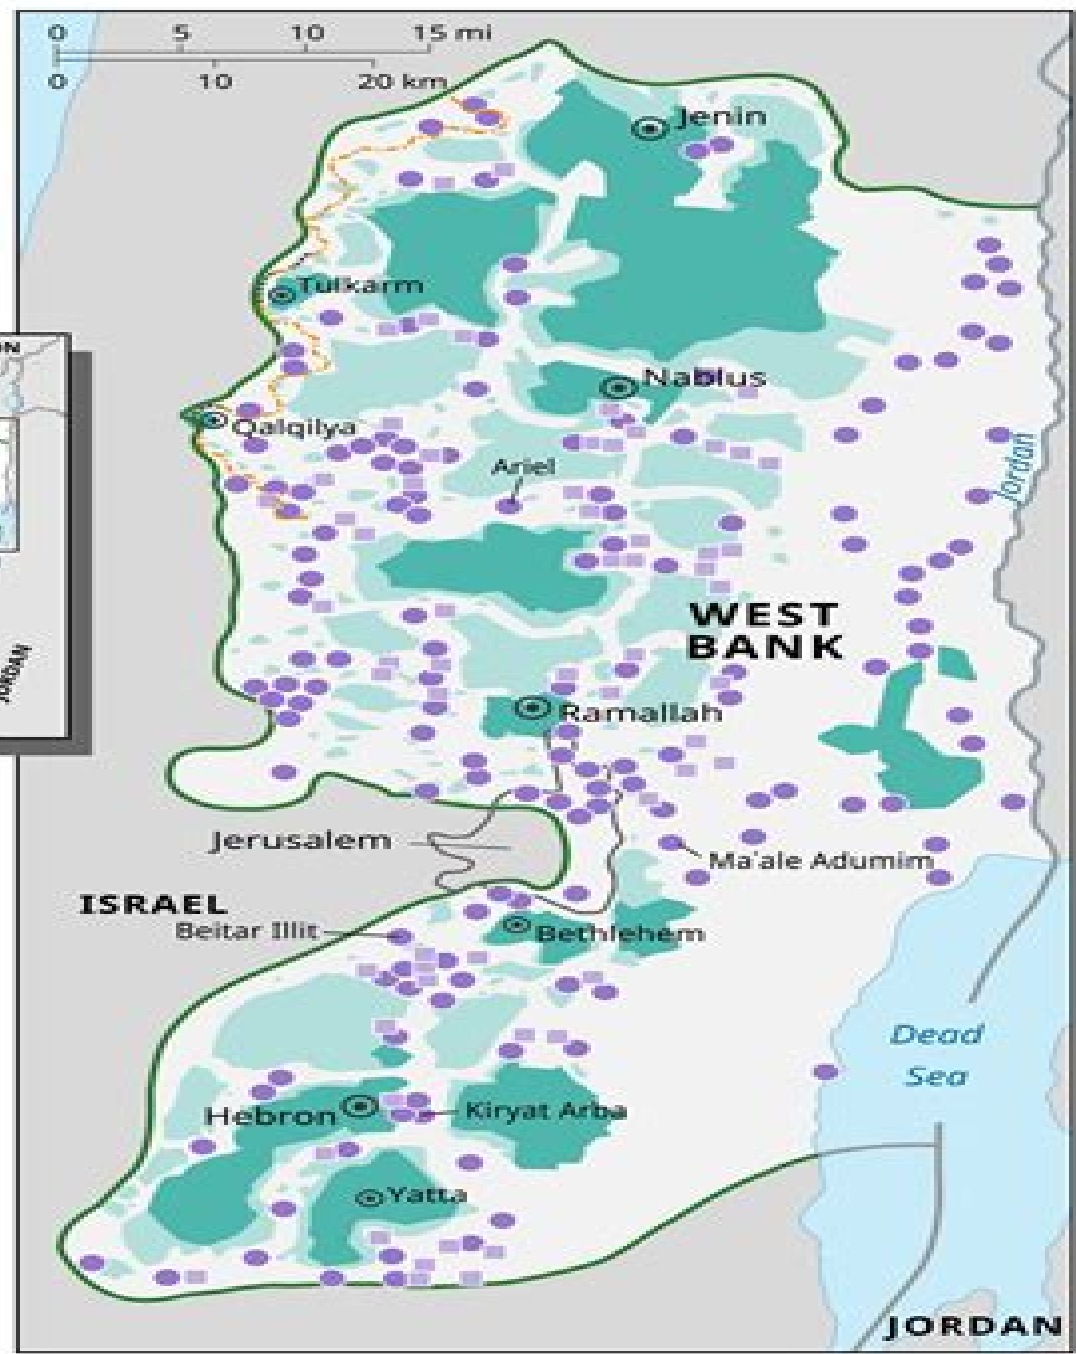 0 5 10 15 mi
0 10 20 km
Jenin
Tulkarm
Nablus
Qalqilya
Ariel
Jordan
WEST
BANK
Ramallah
Jerusalem
Ma'ale Adumim
ISRAEL
Beitar Illit
Bethlehem
Dead
Sea
Hebron
Kiryat Arba
Yatta
JORDAN
JORDAN